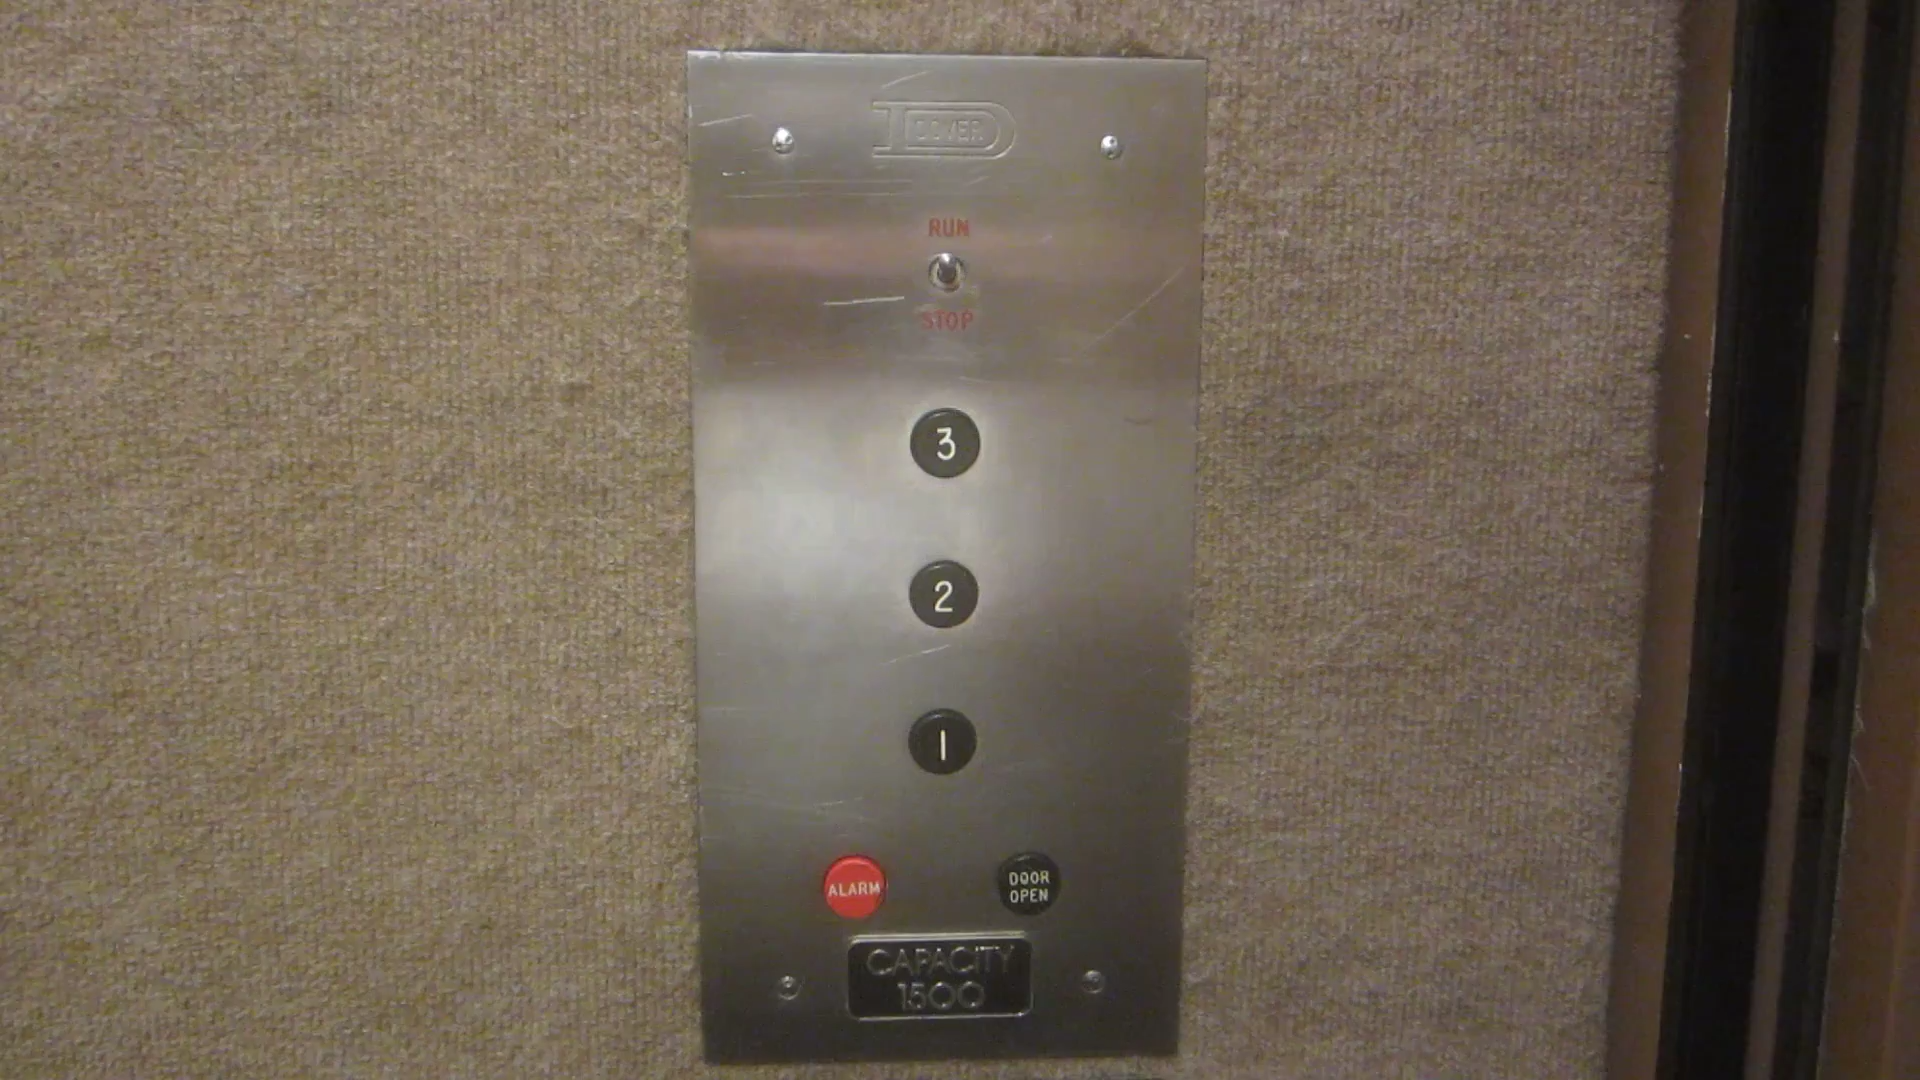 DOVER
RUN
STOP
3
2
1
ALARM
DOOR
OPEN
CAPACITY
1500